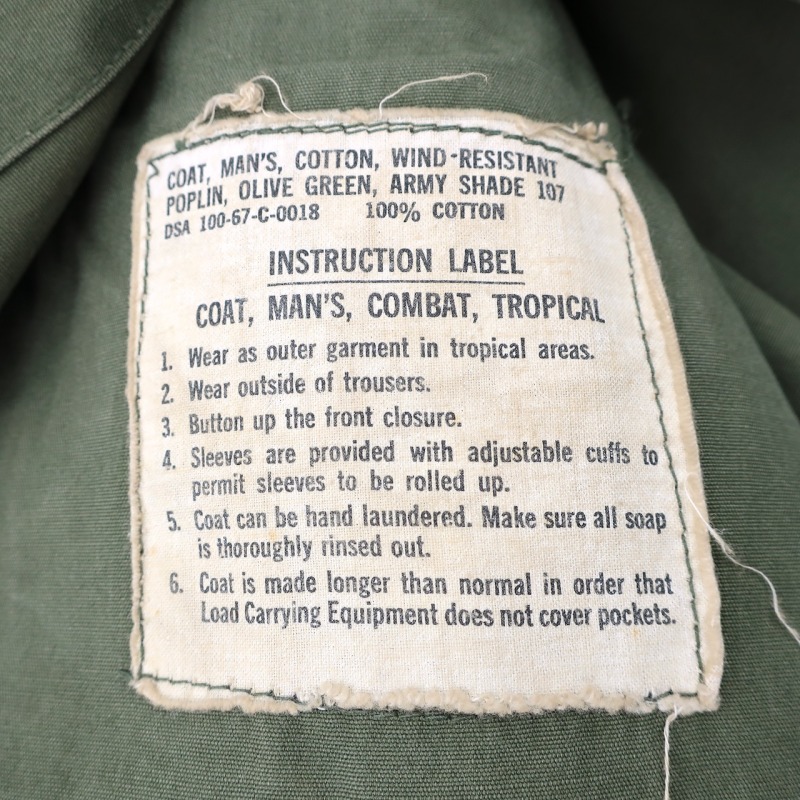 COAT, MAN'S, COTTON, WIND-RESISTANT
POPLIN, OLIVE GREEN, ARMY SHADE 107
DSA 100-67-C-0018 100% COTTON
INSTRUCTION LABEL
COAT, MAN'S, COMBAT, TROPICAL
1. Wear as outer garment in tropical areas.
2. Wear outside of trousers.
3. Button up the front closure.
4. Sleeves are provided with adjustable cuffs to
permit sleeves to be rolled up.
5. Coat can be hand laundered. Make sure all soap
is thoroughly rinsed out.
6. Coat is made longer than normal in order that
Load Carrying Equipment does not cover pockets.